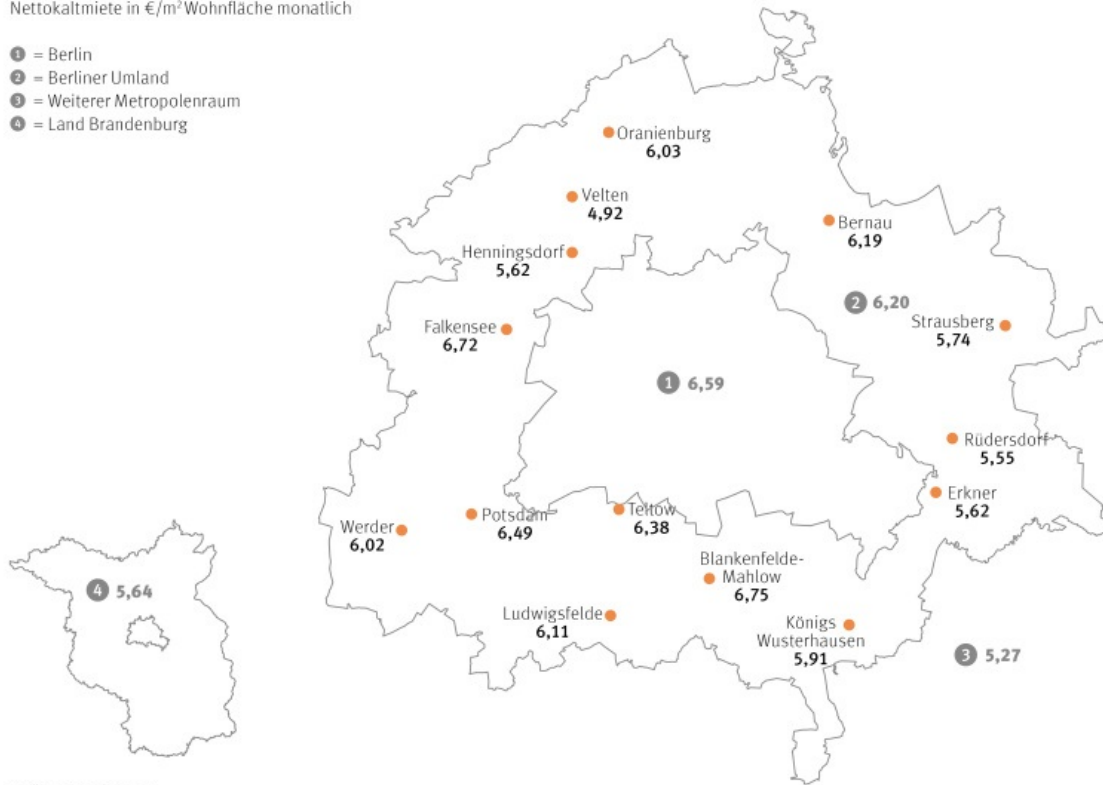 Nettokaltmiete in €/m² Wohnfläche monatlich
1 = Berlin
2 = Berliner Umland
3 = Weiterer Metropolenraum
4 = Land Brandenburg
Oranienburg
6,03
Velten
4,92
Bernau
6,19
Henningsdorf
5,62
2 6,20
Falkensee
6,72
Strausberg
5,74
1 6,59
Rüdersdorf
5,55
Erkner
5,62
Werder
6,02
Potsdam
6,49
Teltow
6,38
Blankenfelde-
Mahlow
6,75
4 5,64
Ludwigsfelde
6,11
Königs
Wusterhausen
5,91
3 5,27